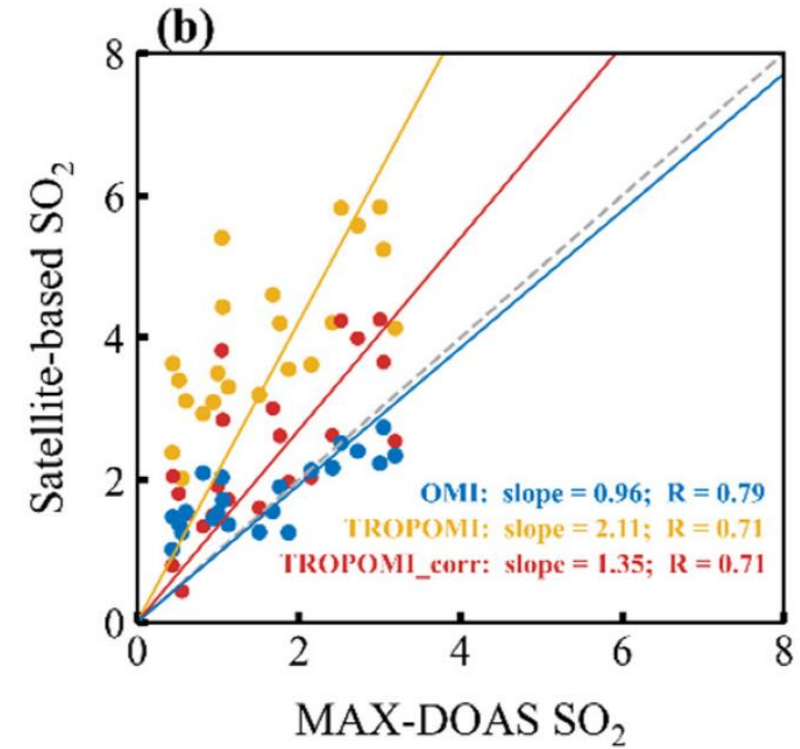 (b)
8
6
4
2
0
Satellite-based SO₂
OMI: slope = 0.96; R = 0.79
TROPOMI: slope = 2.11; R = 0.71
TROPOMI_corr: slope = 1.35; R = 0.71
0 2 4 6 8
MAX-DOAS SO₂